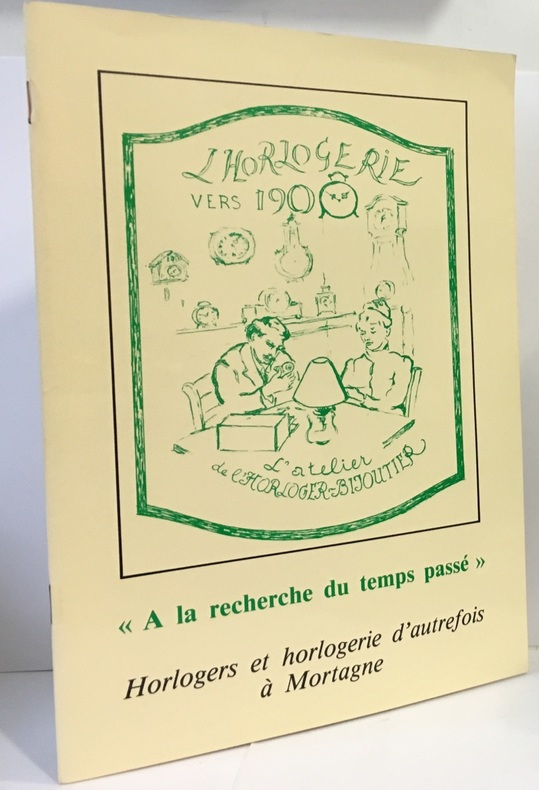 L'HORLOGERIE
VERS 1900
L'atelier
de l'HORLOGER-BIJOUTIER
« A la recherche du temps passé »
Horlogers et horlogerie d'autrefois
à Mortagne